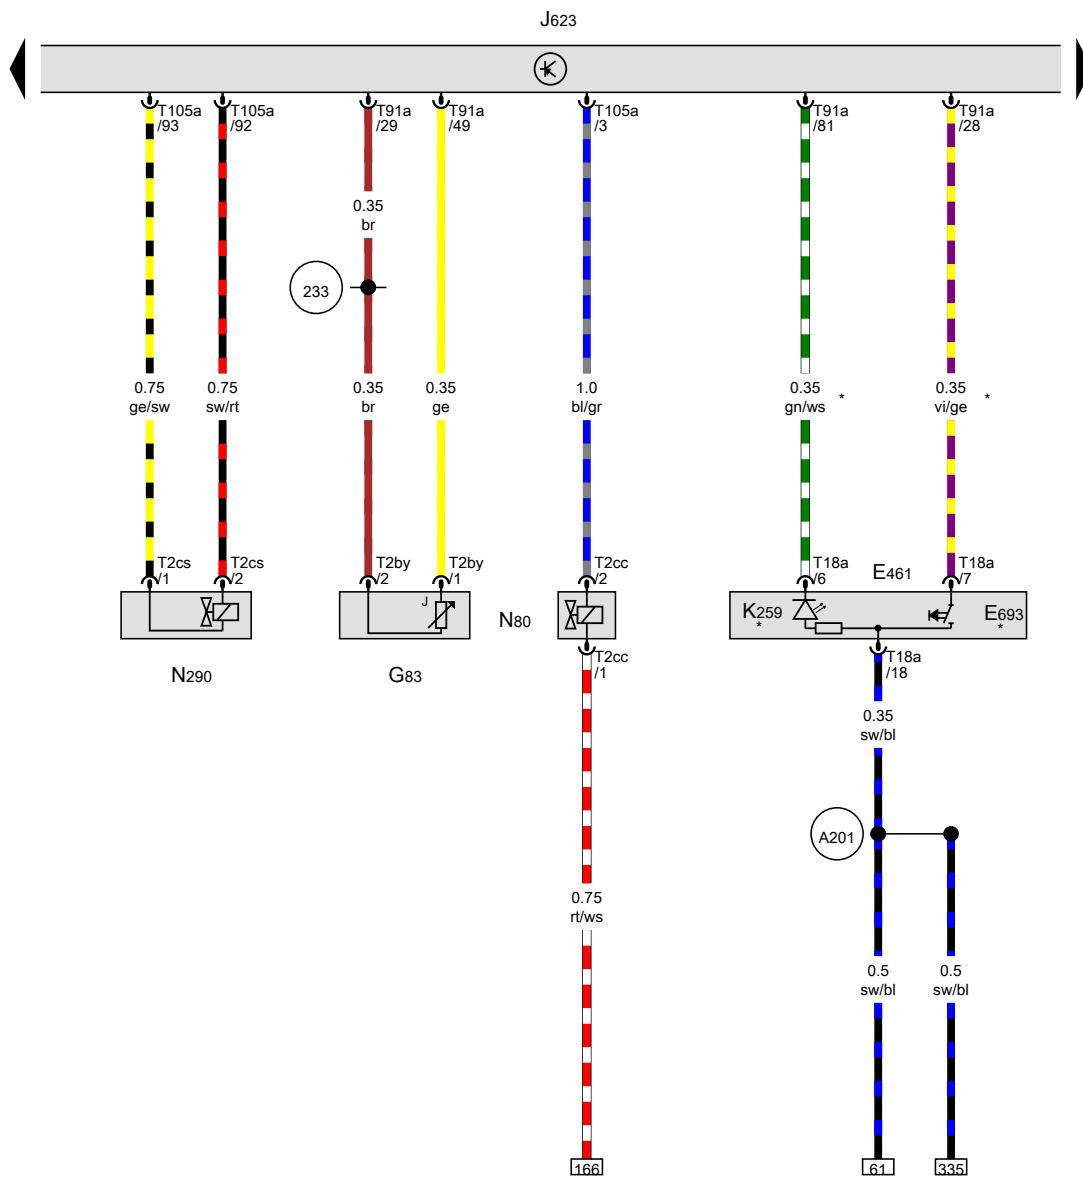 J623
T105a
/93
T105a
/92
T91a
/29
T91a
/49
T105a
/3
T91a
/81
T91a
/28
0.35
br
233
0.75
ge/sw
0.75
sw/rt
0.35
br
0.35
ge
1.0
bl/gr
0.35
gn/ws *
0.35
vi/ge *
T2cs
/1
T2cs
/2
T2by
/2
T2by
/1
T2cc
/2
T18a
/6
E461
T18a
/7
J
N80
K259
*
E693
*
N290
G83
T2cc
/1
T18a
/18
0.35
sw/bl
A201
0.75
rt/ws
0.5
sw/bl
0.5
sw/bl
166
61
335